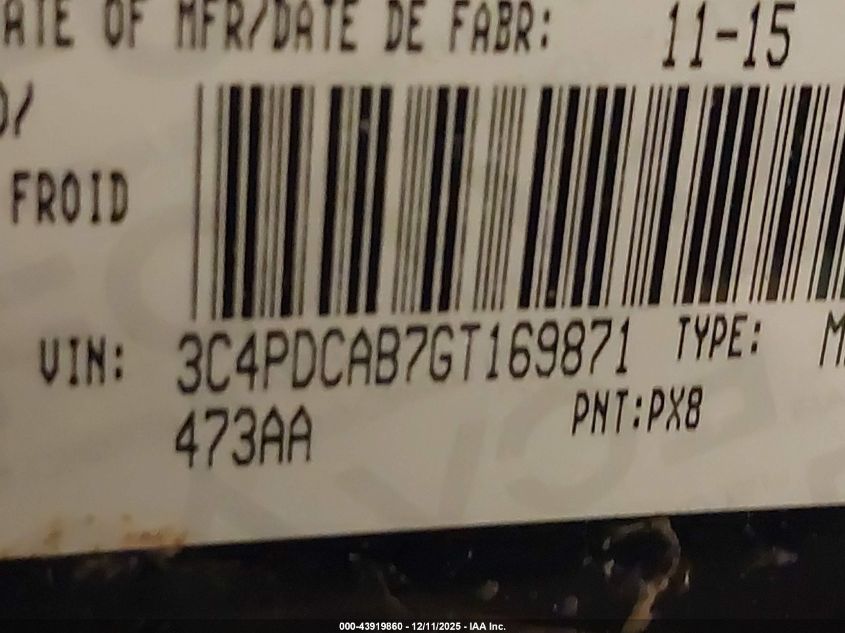 ATE OF MFR/DATE DE FABR: 11-15
FROID
VIN: 3C4PDCAB7GT169871 TYPE: M
473AA PNT:PX8
000-43919860 - 12/11/2025 - IAA Inc.